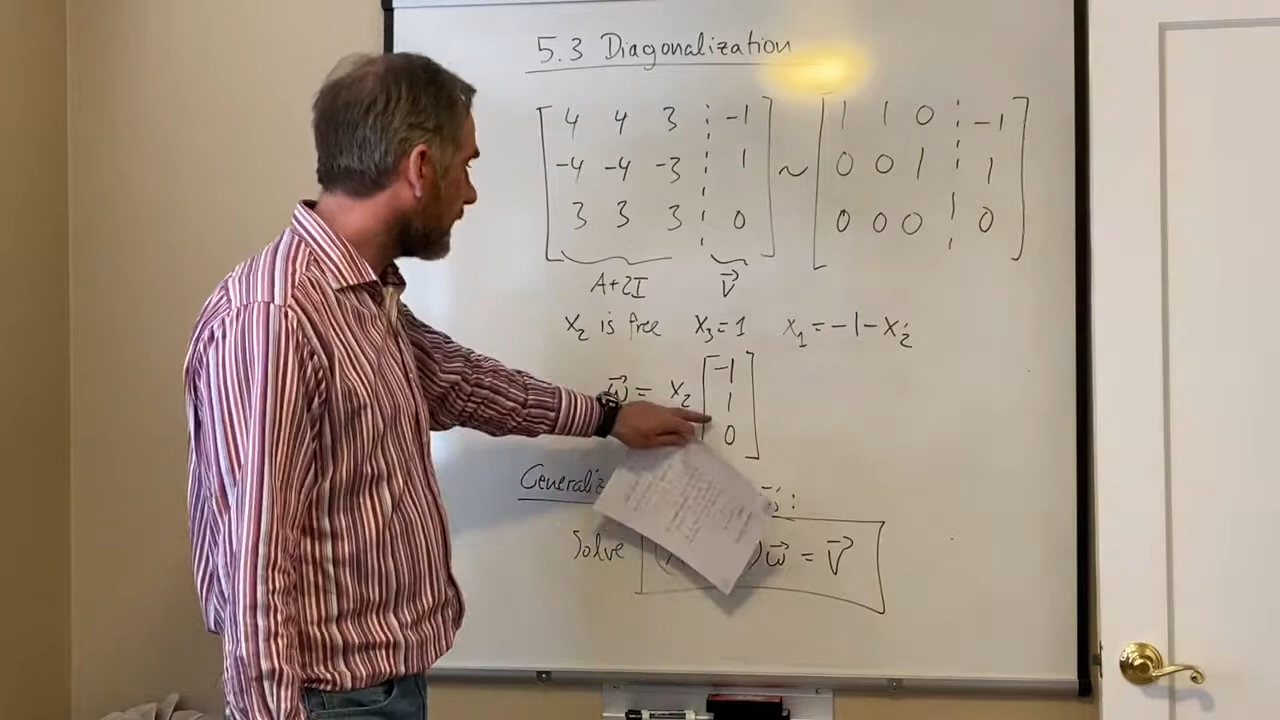 5.3 Diagonalization
[ 4 4 3 ¦ -1 ] ~ [ 1 1 0 ¦ -1 ]
[ -4 -4 -3 ¦ 1 ] [ 0 0 1 ¦ 1 ]
[ 3 3 3 ¦ 0 ] [ 0 0 0 ¦ 0 ]
A+2I v⃗
x₂ is free x₃=1 x₁=-1-x₂
w⃗ = x₂ [ -1
1
0 ]
:
Solve ( )w⃗ = v⃗